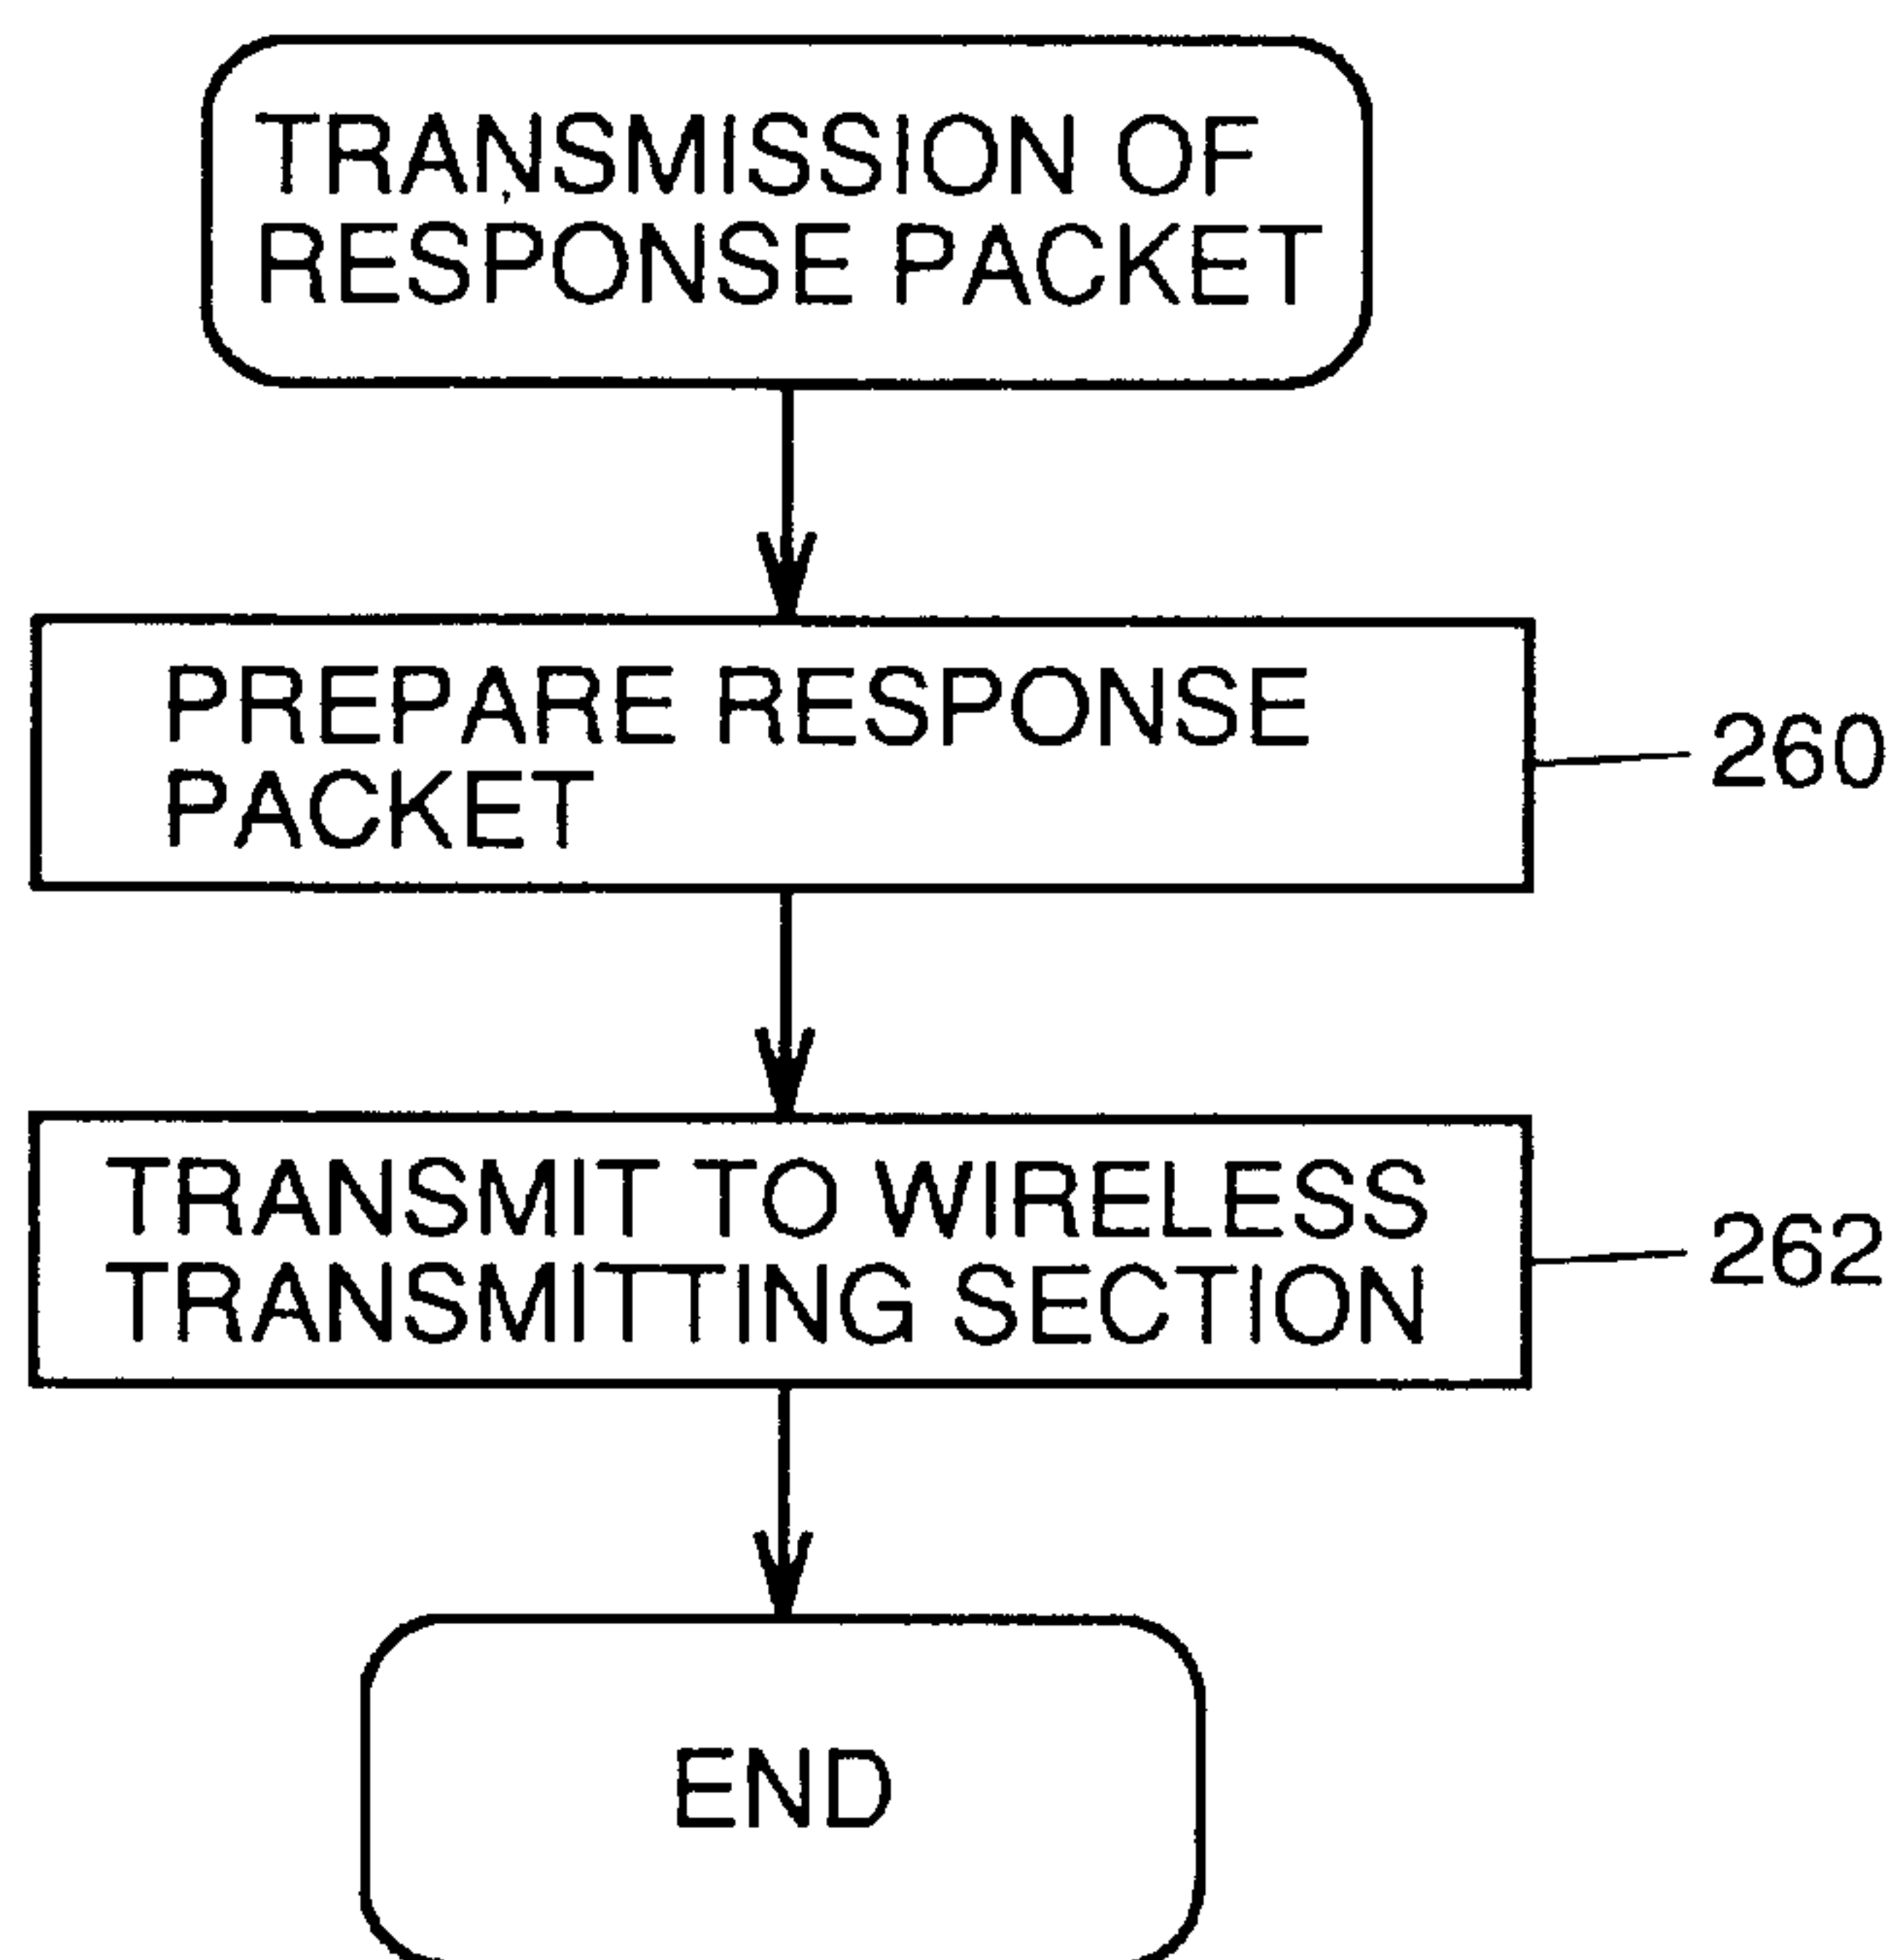 TRANSMISSION OF
RESPONSE PACKET
PREPARE RESPONSE
PACKET
260
TRANSMIT TO WIRELESS
TRANSMITTING SECTION
262
END